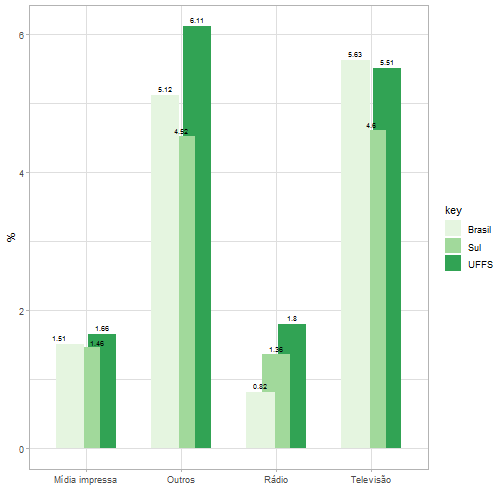 6.11
5.63
5.51
5.12
4.52
4.6
1.8
1.66
1.51
1.46
1.36
0.82
6
4
2
0
%
Mídia impressa
Outros
Rádio
Televisão
key
Brasil
Sul
UFFS